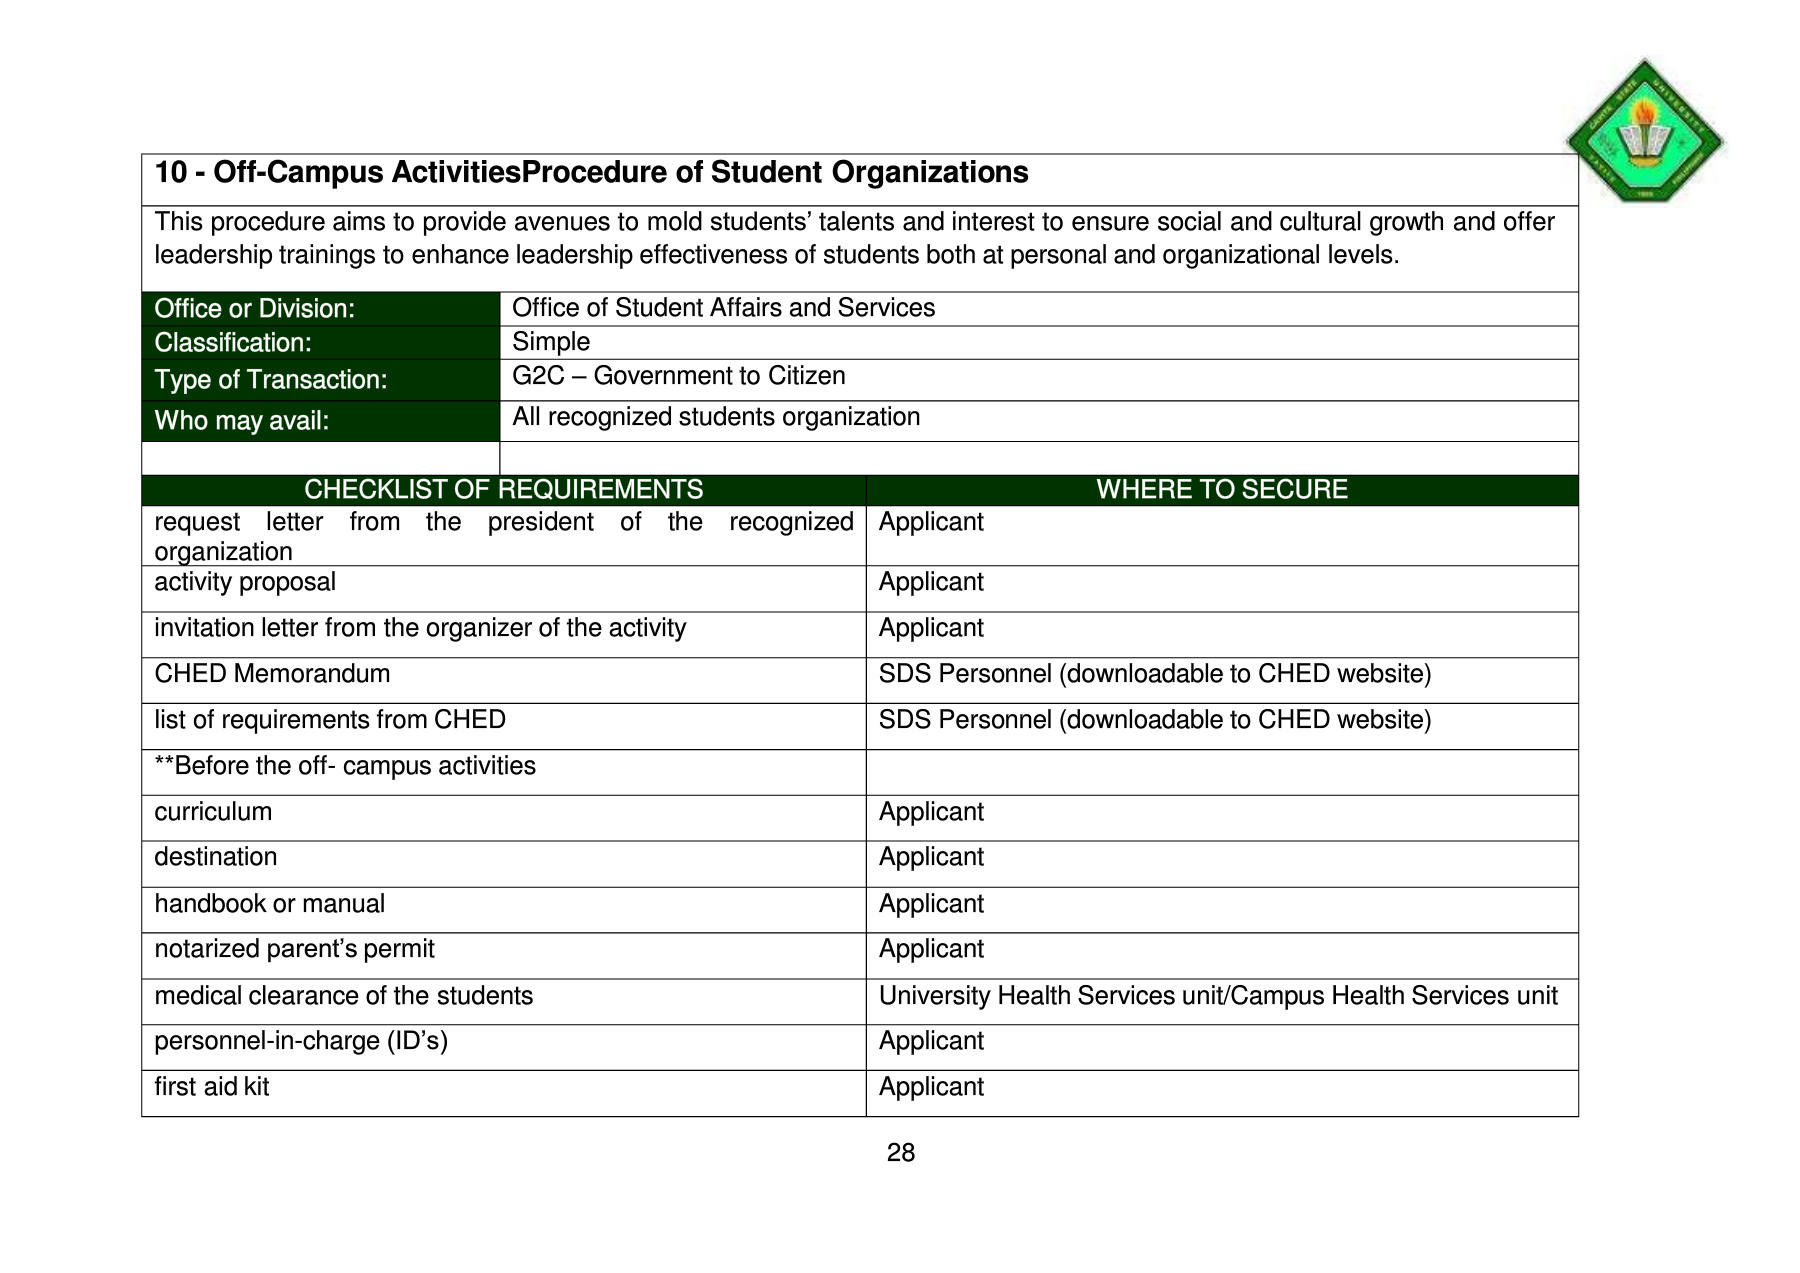 CAVITE STATE UNIVERSITY
10 - Off-Campus ActivitiesProcedure of Student Organizations
This procedure aims to provide avenues to mold students’ talents and interest to ensure social and cultural growth and offer
leadership trainings to enhance leadership effectiveness of students both at personal and organizational levels.
Office or Division: Office of Student Affairs and Services
Classification: Simple
Type of Transaction: G2C – Government to Citizen
Who may avail: All recognized students organization
CHECKLIST OF REQUIREMENTS WHERE TO SECURE
request letter from the president of the recognized Applicant
organization
activity proposal Applicant
invitation letter from the organizer of the activity Applicant
CHED Memorandum SDS Personnel (downloadable to CHED website)
list of requirements from CHED SDS Personnel (downloadable to CHED website)
**Before the off- campus activities
curriculum Applicant
destination Applicant
handbook or manual Applicant
notarized parent’s permit Applicant
medical clearance of the students University Health Services unit/Campus Health Services unit
personnel-in-charge (ID’s) Applicant
first aid kit Applicant
28